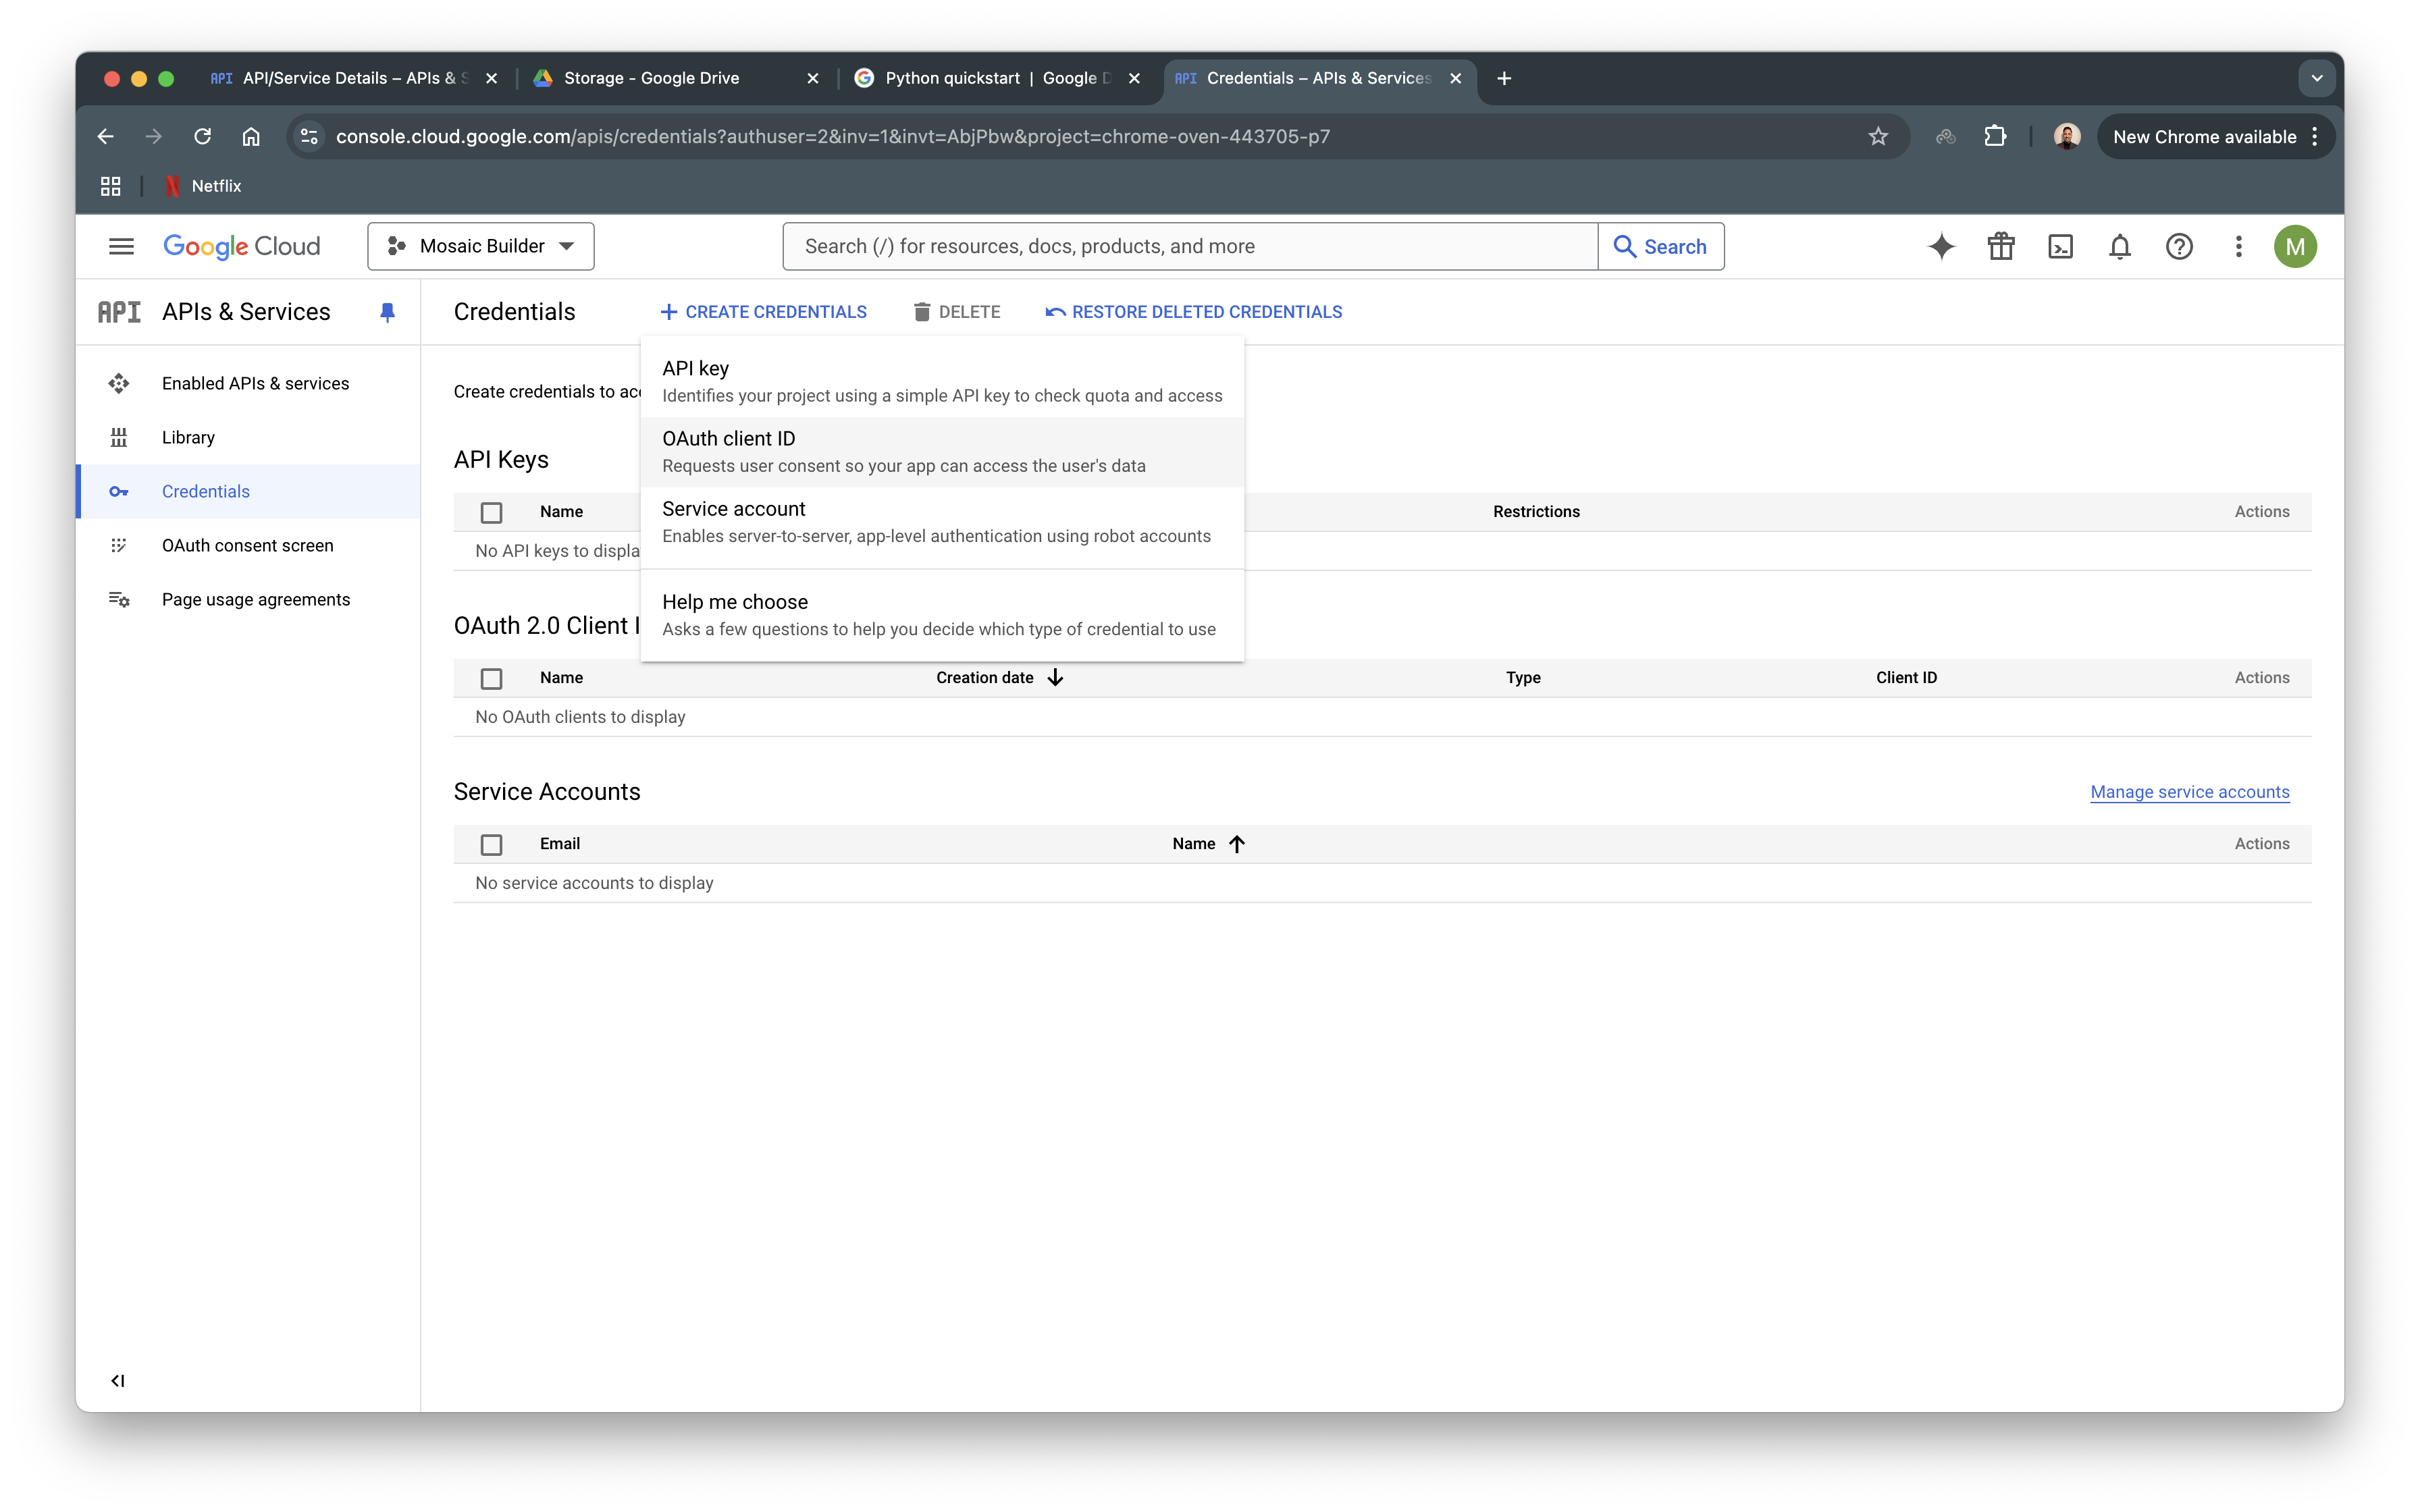 API/Service Details – APIs & S
Storage - Google Drive
Python quickstart | Google D
Credentials – APIs & Services
console.cloud.google.com/apis/credentials?authuser=2&inv=1&invt=AbjPbw&project=chrome-oven-443705-p7
New Chrome available
Netflix
Google Cloud
Mosaic Builder
Search (/) for resources, docs, products, and more
Search
M
API APIs & Services
Credentials
CREATE CREDENTIALS
DELETE
RESTORE DELETED CREDENTIALS
Enabled APIs & services
Library
Credentials
OAuth consent screen
Page usage agreements
Create credentials to acc
API key
Identifies your project using a simple API key to check quota and access
OAuth client ID
Requests user consent so your app can access the user's data
Service account
Enables server-to-server, app-level authentication using robot accounts
Help me choose
Asks a few questions to help you decide which type of credential to use
API Keys
Name Restrictions Actions
No API keys to displa
OAuth 2.0 Client I
Name Creation date Type Client ID Actions
No OAuth clients to display
Service Accounts
Manage service accounts
Email Name Actions
No service accounts to display